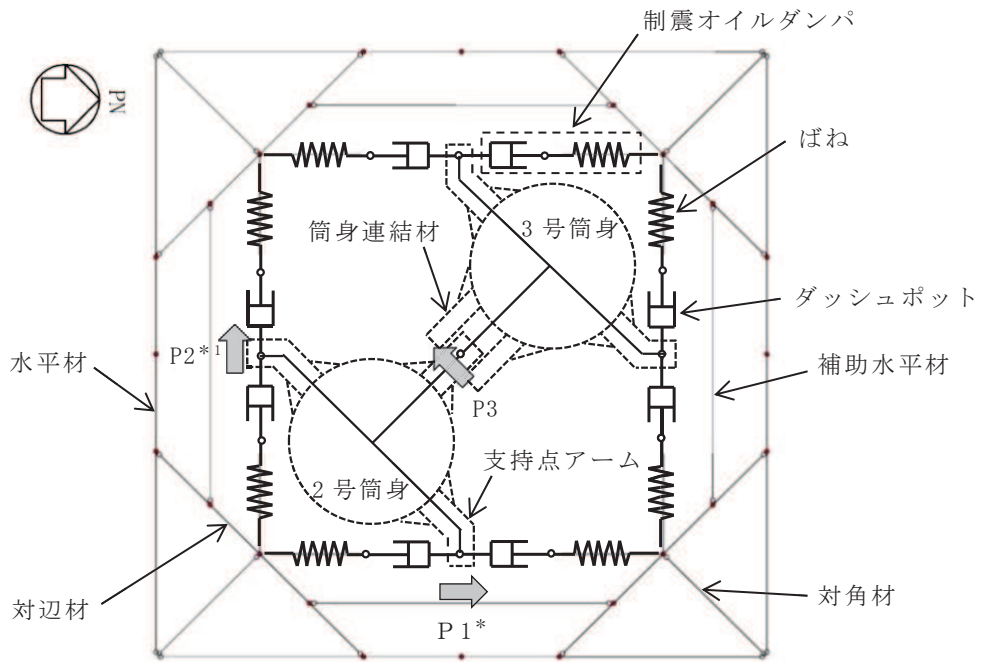 制震オイルダンパ
PN
ばね
3号筒身
筒身連結材
ダッシュポット
P2*1
水平材
補助水平材
P3
支持点アーム
2号筒身
対辺材
対角材
P1*